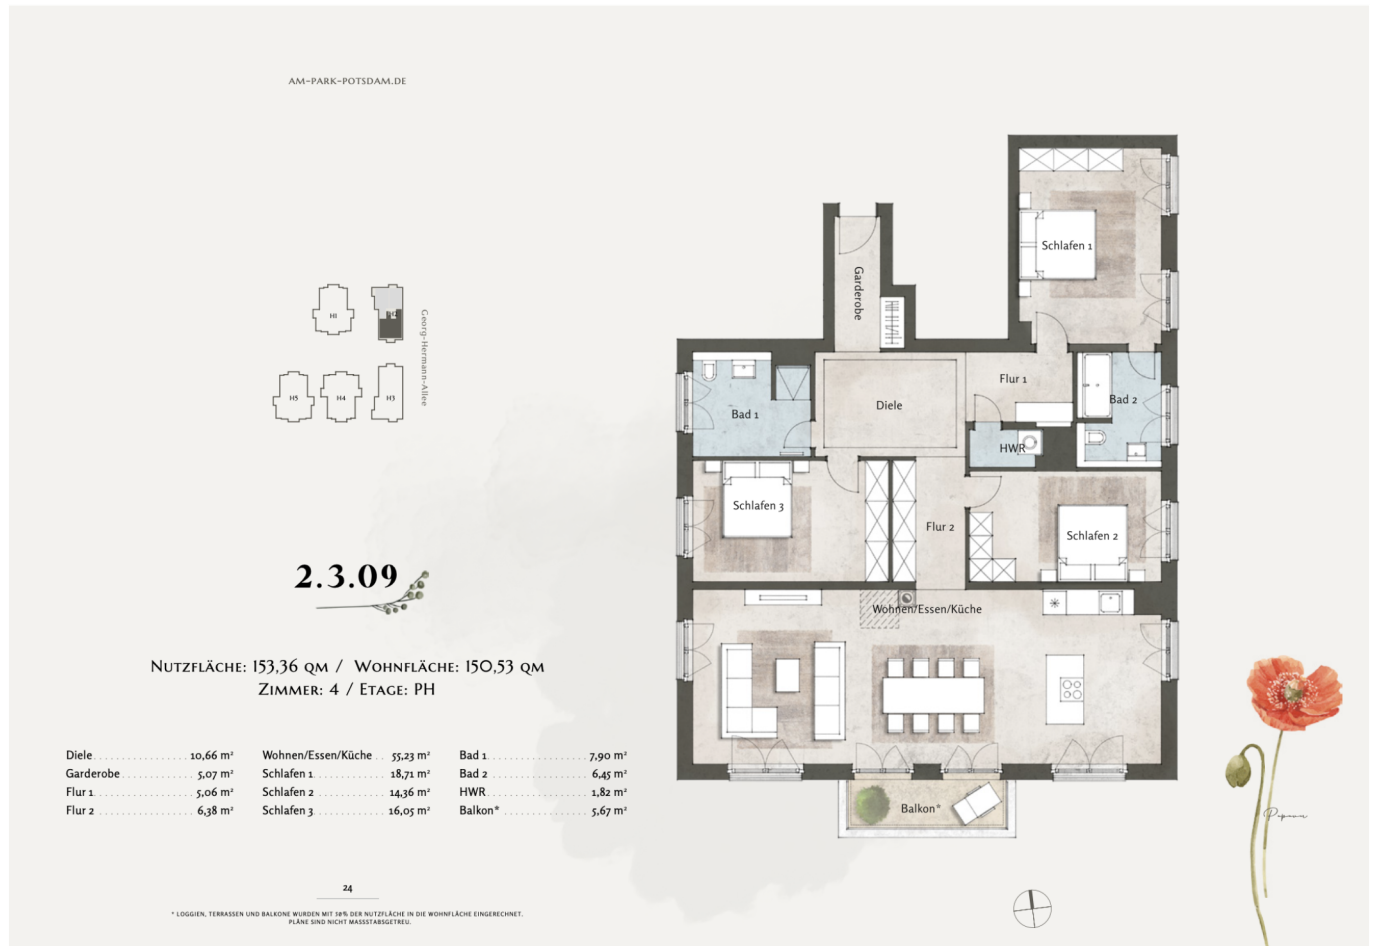 AM-PARK-POTSDAM.DE
H1
H2
H5
H4
H3
Georg-Hermann-Allee
2.3.09
Nutzfläche: 153,36 qm / Wohnfläche: 150,53 qm
Zimmer: 4 / Etage: PH
Diele 10,66 m²
Garderobe 5,07 m²
Flur 1 5,06 m²
Flur 2 6,38 m²
Wohnen/Essen/Küche 55,23 m²
Schlafen 1 18,71 m²
Schlafen 2 14,36 m²
Schlafen 3 16,05 m²
Bad 1 7,90 m²
Bad 2 6,45 m²
HWR 1,82 m²
Balkon* 5,67 m²
24
* LOGGIEN, TERRASSEN UND BALKONE WURDEN MIT 50% DER NUTZFLÄCHE IN DIE WOHNFLÄCHE EINGERECHNET.
PLÄNE SIND NICHT MASSSTABSGETREU.
Schlafen 1
Garderobe
Flur 1
Diele
Bad 1
Bad 2
HWR
Schlafen 3
Flur 2
Schlafen 2
Wohnen/Essen/Küche
Balkon*